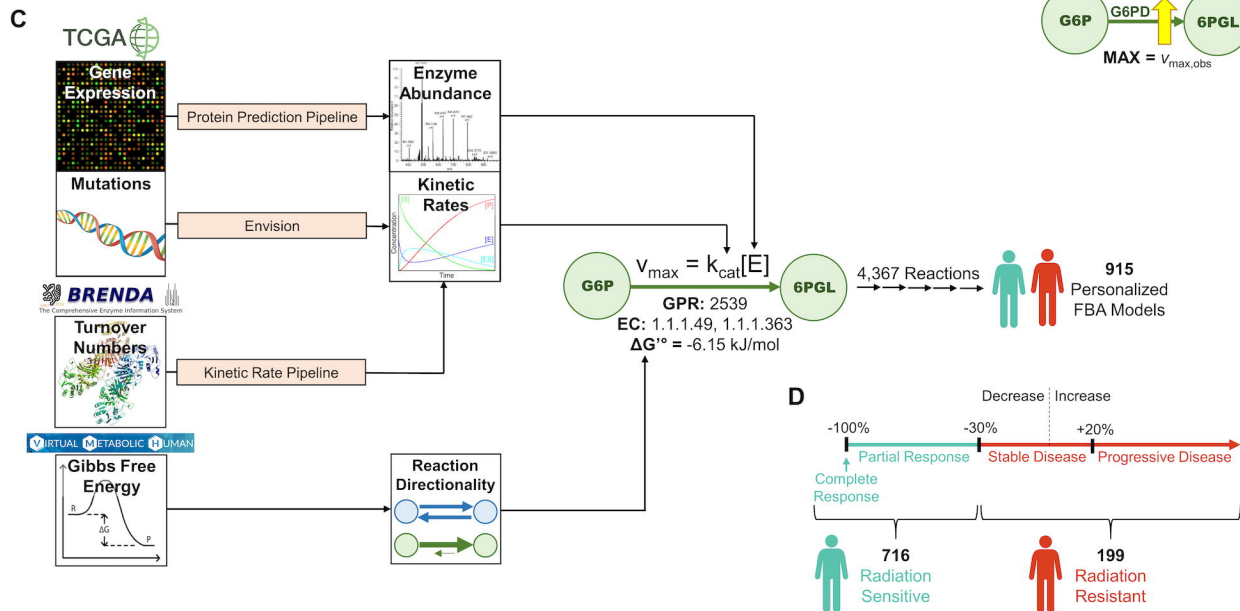 C
TCGA
Gene
Expression
Protein Prediction Pipeline
Enzyme
Abundance
Mutations
Envision
Kinetic
Rates
[S]
[P]
[E]
[ES]
Concentration
Time
BRENDA
The Comprehensive Enzyme Information System
Turnover
Numbers
Kinetic Rate Pipeline
VIRTUAL METABOLIC HUMAN
Gibbs Free
Energy
R
ΔG
P
Reaction
Directionality
G6P
G6PD
6PGL
MAX = vmax,obs
vmax = kcat[E]
G6P
6PGL
GPR: 2539
EC: 1.1.1.49, 1.1.1.363
ΔG'° = -6.15 kJ/mol
4,367 Reactions
915
Personalized
FBA Models
D
Decrease
Increase
-100%
-30%
+20%
Partial Response
Stable Disease
Progressive Disease
Complete
Response
716
Radiation
Sensitive
199
Radiation
Resistant